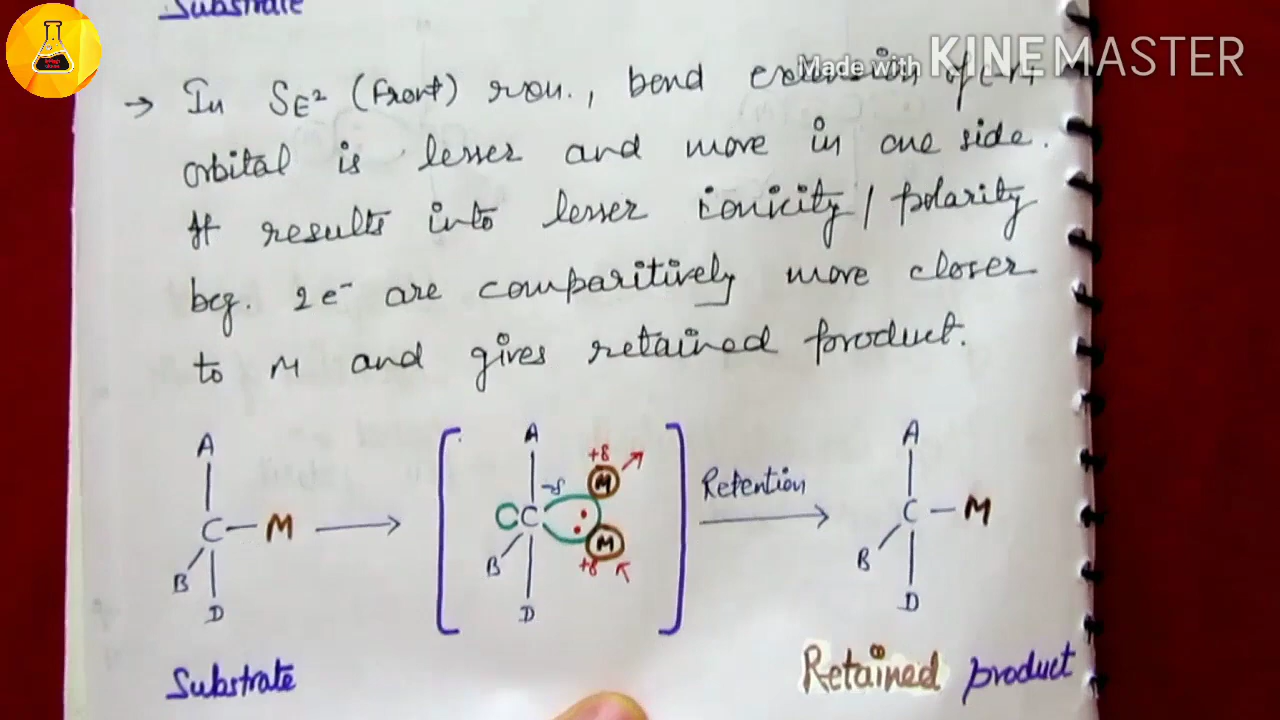 Substrate
Made with KINEMASTER
→ In SE² (Front) rxn., bond extension of C-M
orbital is lesser and more in one side.
It results into lesser ionicity / polarity
bcz. 2e⁻ are comparitively more closer
to M and gives retained product.
A
C — M
B
D
Substrate
A
-δ
+δ
M
C
M
+δ
B
D
Retention
A
C — M
B
D
Retained product